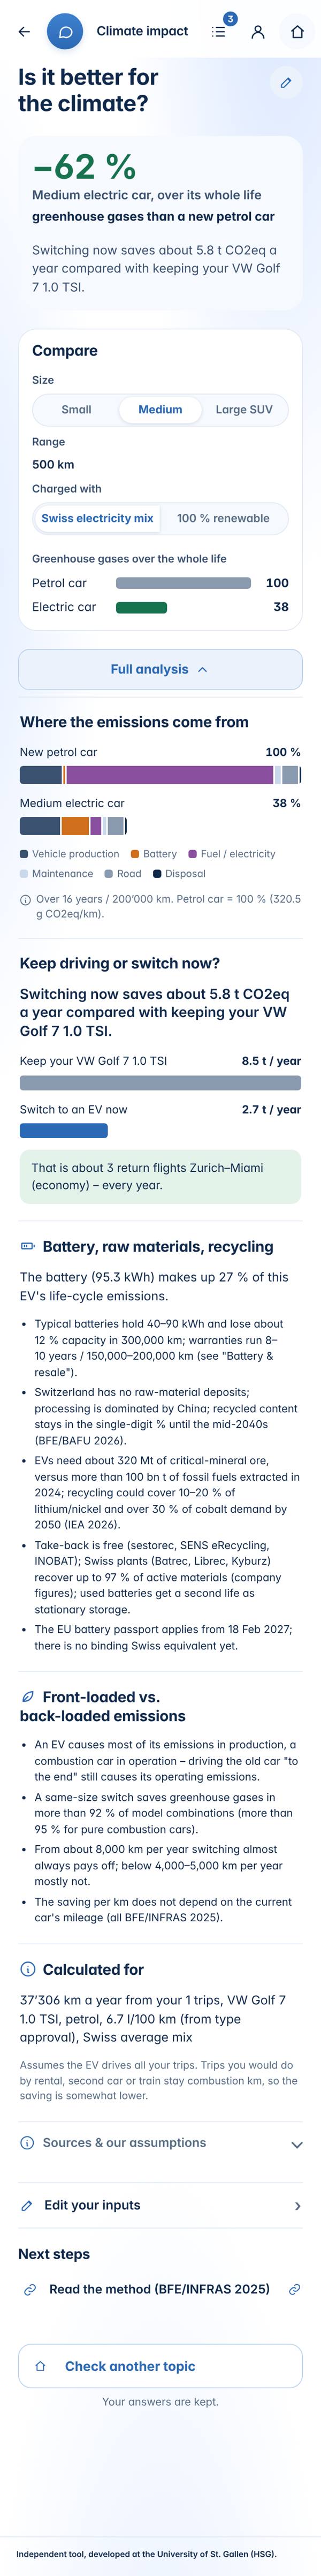 Climate impact
3
Is it better for
the climate?
−62 %
Medium electric car, over its whole life
greenhouse gases than a new petrol car
Switching now saves about 5.8 t CO2eq a
year compared with keeping your VW Golf
7 1.0 TSI.
Compare
Size
Small Medium Large SUV
Range
500 km
Charged with
Swiss electricity mix 100 % renewable
Greenhouse gases over the whole life
Petrol car 100
Electric car 38
Full analysis
Where the emissions come from
New petrol car 100 %
Medium electric car 38 %
Vehicle production Battery Fuel / electricity
Maintenance Road Disposal
Over 16 years / 200’000 km. Petrol car = 100 % (320.5
g CO2eq/km).
Keep driving or switch now?
Switching now saves about 5.8 t CO2eq
a year compared with keeping your VW
Golf 7 1.0 TSI.
Keep your VW Golf 7 1.0 TSI 8.5 t / year
Switch to an EV now 2.7 t / year
That is about 3 return flights Zurich–Miami
(economy) – every year.
Battery, raw materials, recycling
The battery (95.3 kWh) makes up 27 % of this
EV's life-cycle emissions.
• Typical batteries hold 40–90 kWh and lose about
12 % capacity in 300,000 km; warranties run 8–
10 years / 150,000–200,000 km (see "Battery &
resale").
• Switzerland has no raw-material deposits;
processing is dominated by China; recycled content
stays in the single-digit % until the mid-2040s
(BFE/BAFU 2026).
• EVs need about 320 Mt of critical-mineral ore,
versus more than 100 bn t of fossil fuels extracted in
2024; recycling could cover 10–20 % of
lithium/nickel and over 30 % of cobalt demand by
2050 (IEA 2026).
• Take-back is free (sestorec, SENS eRecycling,
INOBAT); Swiss plants (Batrec, Librec, Kyburz)
recover up to 97 % of active materials (company
figures); used batteries get a second life as
stationary storage.
• The EU battery passport applies from 18 Feb 2027;
there is no binding Swiss equivalent yet.
Front-loaded vs.
back-loaded emissions
• An EV causes most of its emissions in production, a
combustion car in operation – driving the old car "to
the end" still causes its operating emissions.
• A same-size switch saves greenhouse gases in
more than 92 % of model combinations (more than
95 % for pure combustion cars).
• From about 8,000 km per year switching almost
always pays off; below 4,000–5,000 km per year
mostly not.
• The saving per km does not depend on the current
car's mileage (all BFE/INFRAS 2025).
Calculated for
37’306 km a year from your 1 trips, VW Golf 7
1.0 TSI, petrol, 6.7 l/100 km (from type
approval), Swiss average mix
Assumes the EV drives all your trips. Trips you would do
by rental, second car or train stay combustion km, so the
saving is somewhat lower.
Sources & our assumptions
Edit your inputs
Next steps
Read the method (BFE/INFRAS 2025)
Check another topic
Your answers are kept.
Independent tool, developed at the University of St. Gallen (HSG).